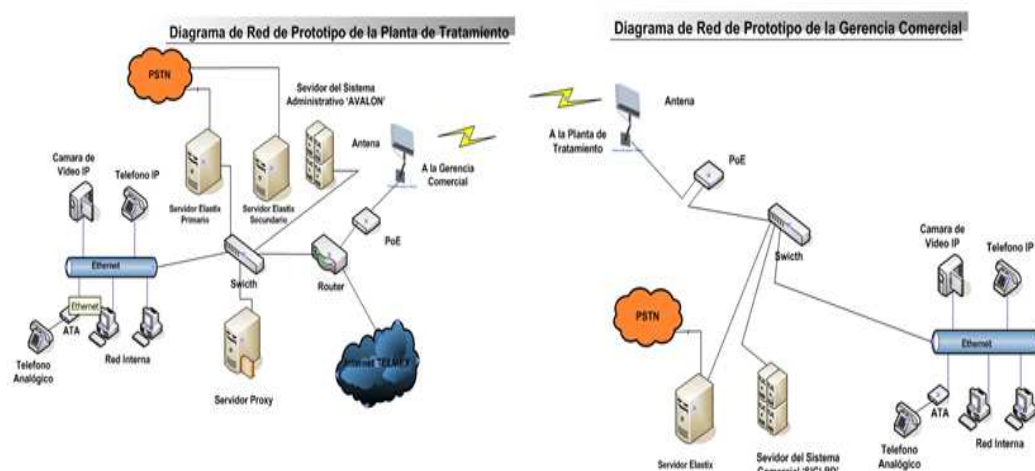 Diagrama de Red de Prototipo de la Planta de Tratamiento
PSTN
Sevidor del Sistema
Administrativo 'AVALON'
Antena
A la Gerencia
Comercial
Camara de
Video IP
Telefono IP
Servidor Elastix
Primario
Servidor Elastix
Secundario
PoE
Ethernet
Swicth
Router
Ethernet
ATA
Red Interna
Telefono
Analógico
Servidor Proxy
Internet TELMEX
Diagrama de Red de Prototipo de la Gerencia Comercial
Antena
A la Planta de
Tratamiento
PoE
Swicth
Camara de
Video IP
Telefono IP
PSTN
Ethernet
ATA
Red Interna
Telefono
Analógico
Servidor Elastix
Sevidor del Sistema
Comercial